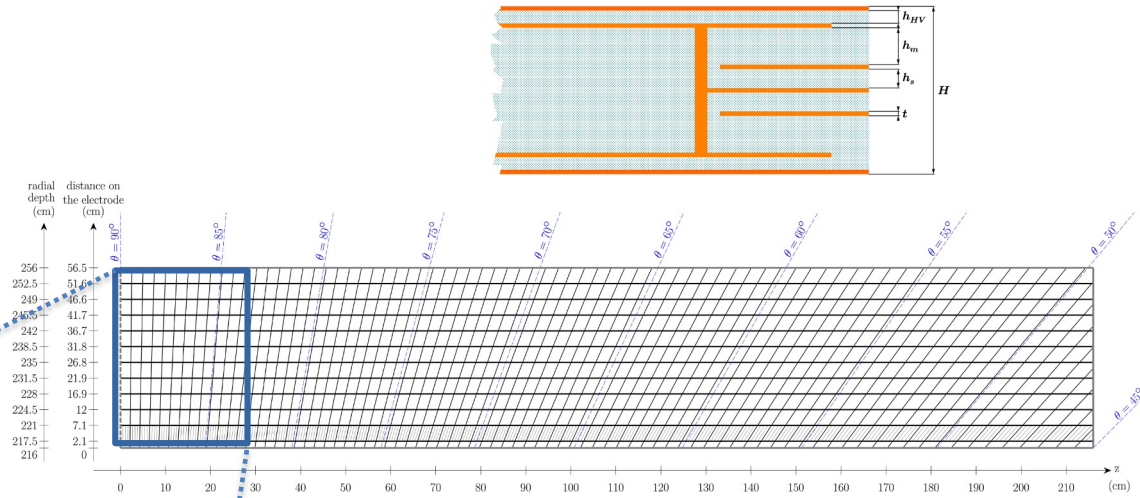 h_HV
h_m
h_s
H
t
radial depth (cm)
distance on the electrode (cm)
θ = 90°
θ = 85°
θ = 80°
θ = 75°
θ = 70°
θ = 65°
θ = 60°
θ = 55°
θ = 50°
θ = 45°
256 56.5
252.5 51.6
249 46.6
245.5 41.7
242 36.7
238.5 31.8
235 26.8
231.5 21.9
228 16.9
224.5 12
221 7.1
217.5 2.1
216 0
0 10 20 30 40 50 60 70 80 90 100 110 120 130 140 150 160 170 180 190 200 210
z
(cm)